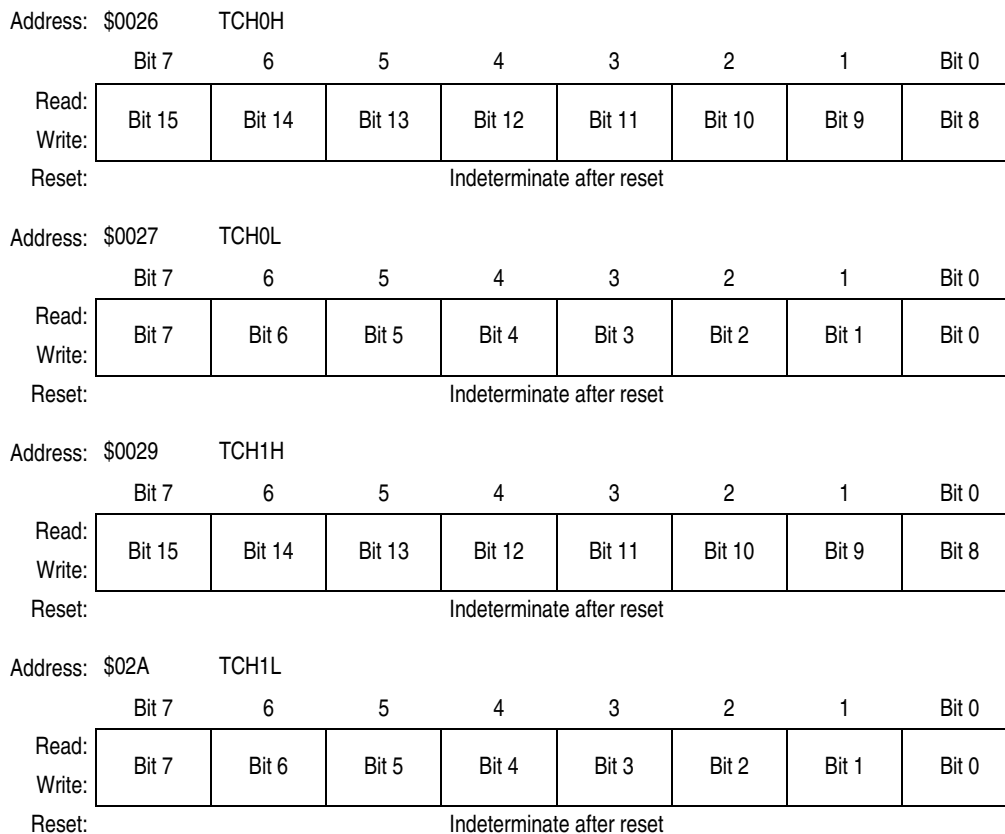 Address: $0026 TCH0H
Bit 7 6 5 4 3 2 1 Bit 0
Read:
Write:
Bit 15 Bit 14 Bit 13 Bit 12 Bit 11 Bit 10 Bit 9 Bit 8
Reset: Indeterminate after reset
Address: $0027 TCH0L
Bit 7 6 5 4 3 2 1 Bit 0
Read:
Write:
Bit 7 Bit 6 Bit 5 Bit 4 Bit 3 Bit 2 Bit 1 Bit 0
Reset: Indeterminate after reset
Address: $0029 TCH1H
Bit 7 6 5 4 3 2 1 Bit 0
Read:
Write:
Bit 15 Bit 14 Bit 13 Bit 12 Bit 11 Bit 10 Bit 9 Bit 8
Reset: Indeterminate after reset
Address: $02A TCH1L
Bit 7 6 5 4 3 2 1 Bit 0
Read:
Write:
Bit 7 Bit 6 Bit 5 Bit 4 Bit 3 Bit 2 Bit 1 Bit 0
Reset: Indeterminate after reset